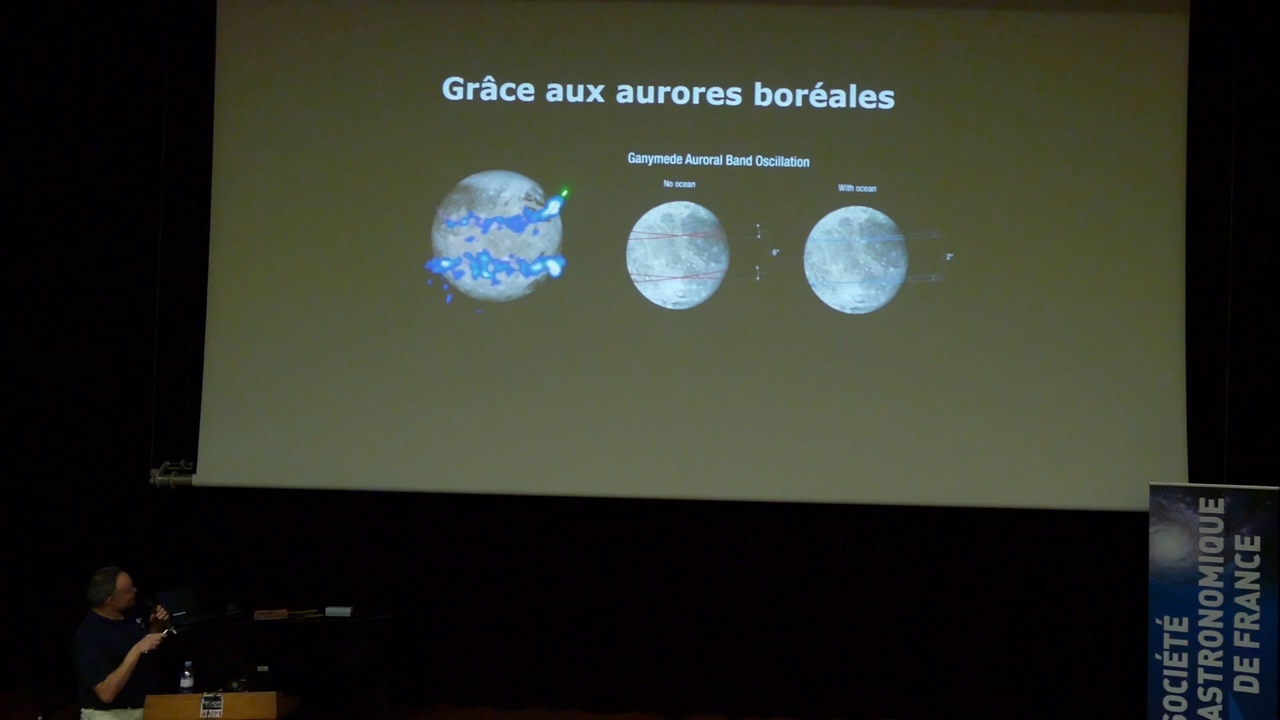 Grâce aux aurores boréales
Ganymede Auroral Band Oscillation
No ocean
With ocean
SOCIÉTÉ
ASTRONOMIQUE
DE FRANCE